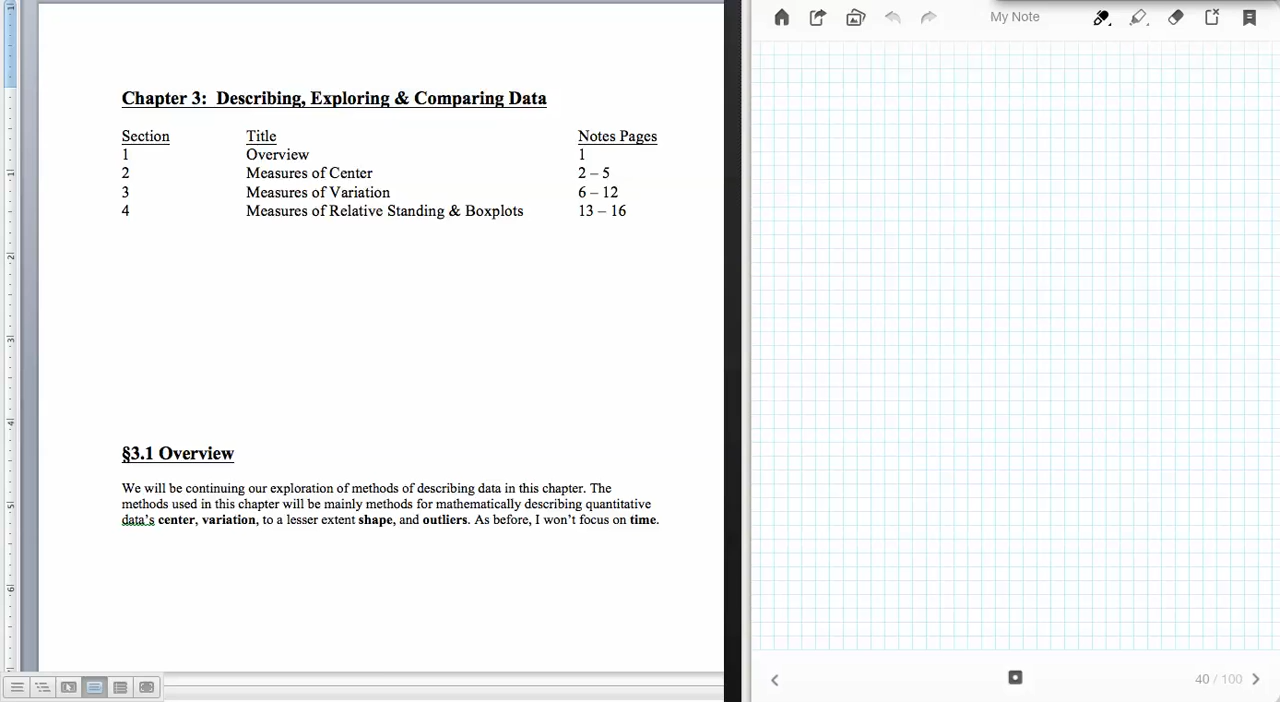 Chapter 3:  Describing, Exploring & Comparing Data
Section Title Notes Pages
1 Overview 1
2 Measures of Center 2 – 5
3 Measures of Variation 6 – 12
4 Measures of Relative Standing & Boxplots 13 – 16
§3.1 Overview
We will be continuing our exploration of methods of describing data in this chapter. The
methods used in this chapter will be mainly methods for mathematically describing quantitative
data's center, variation, to a lesser extent shape, and outliers. As before, I won't focus on time.
My Note
40 / 100